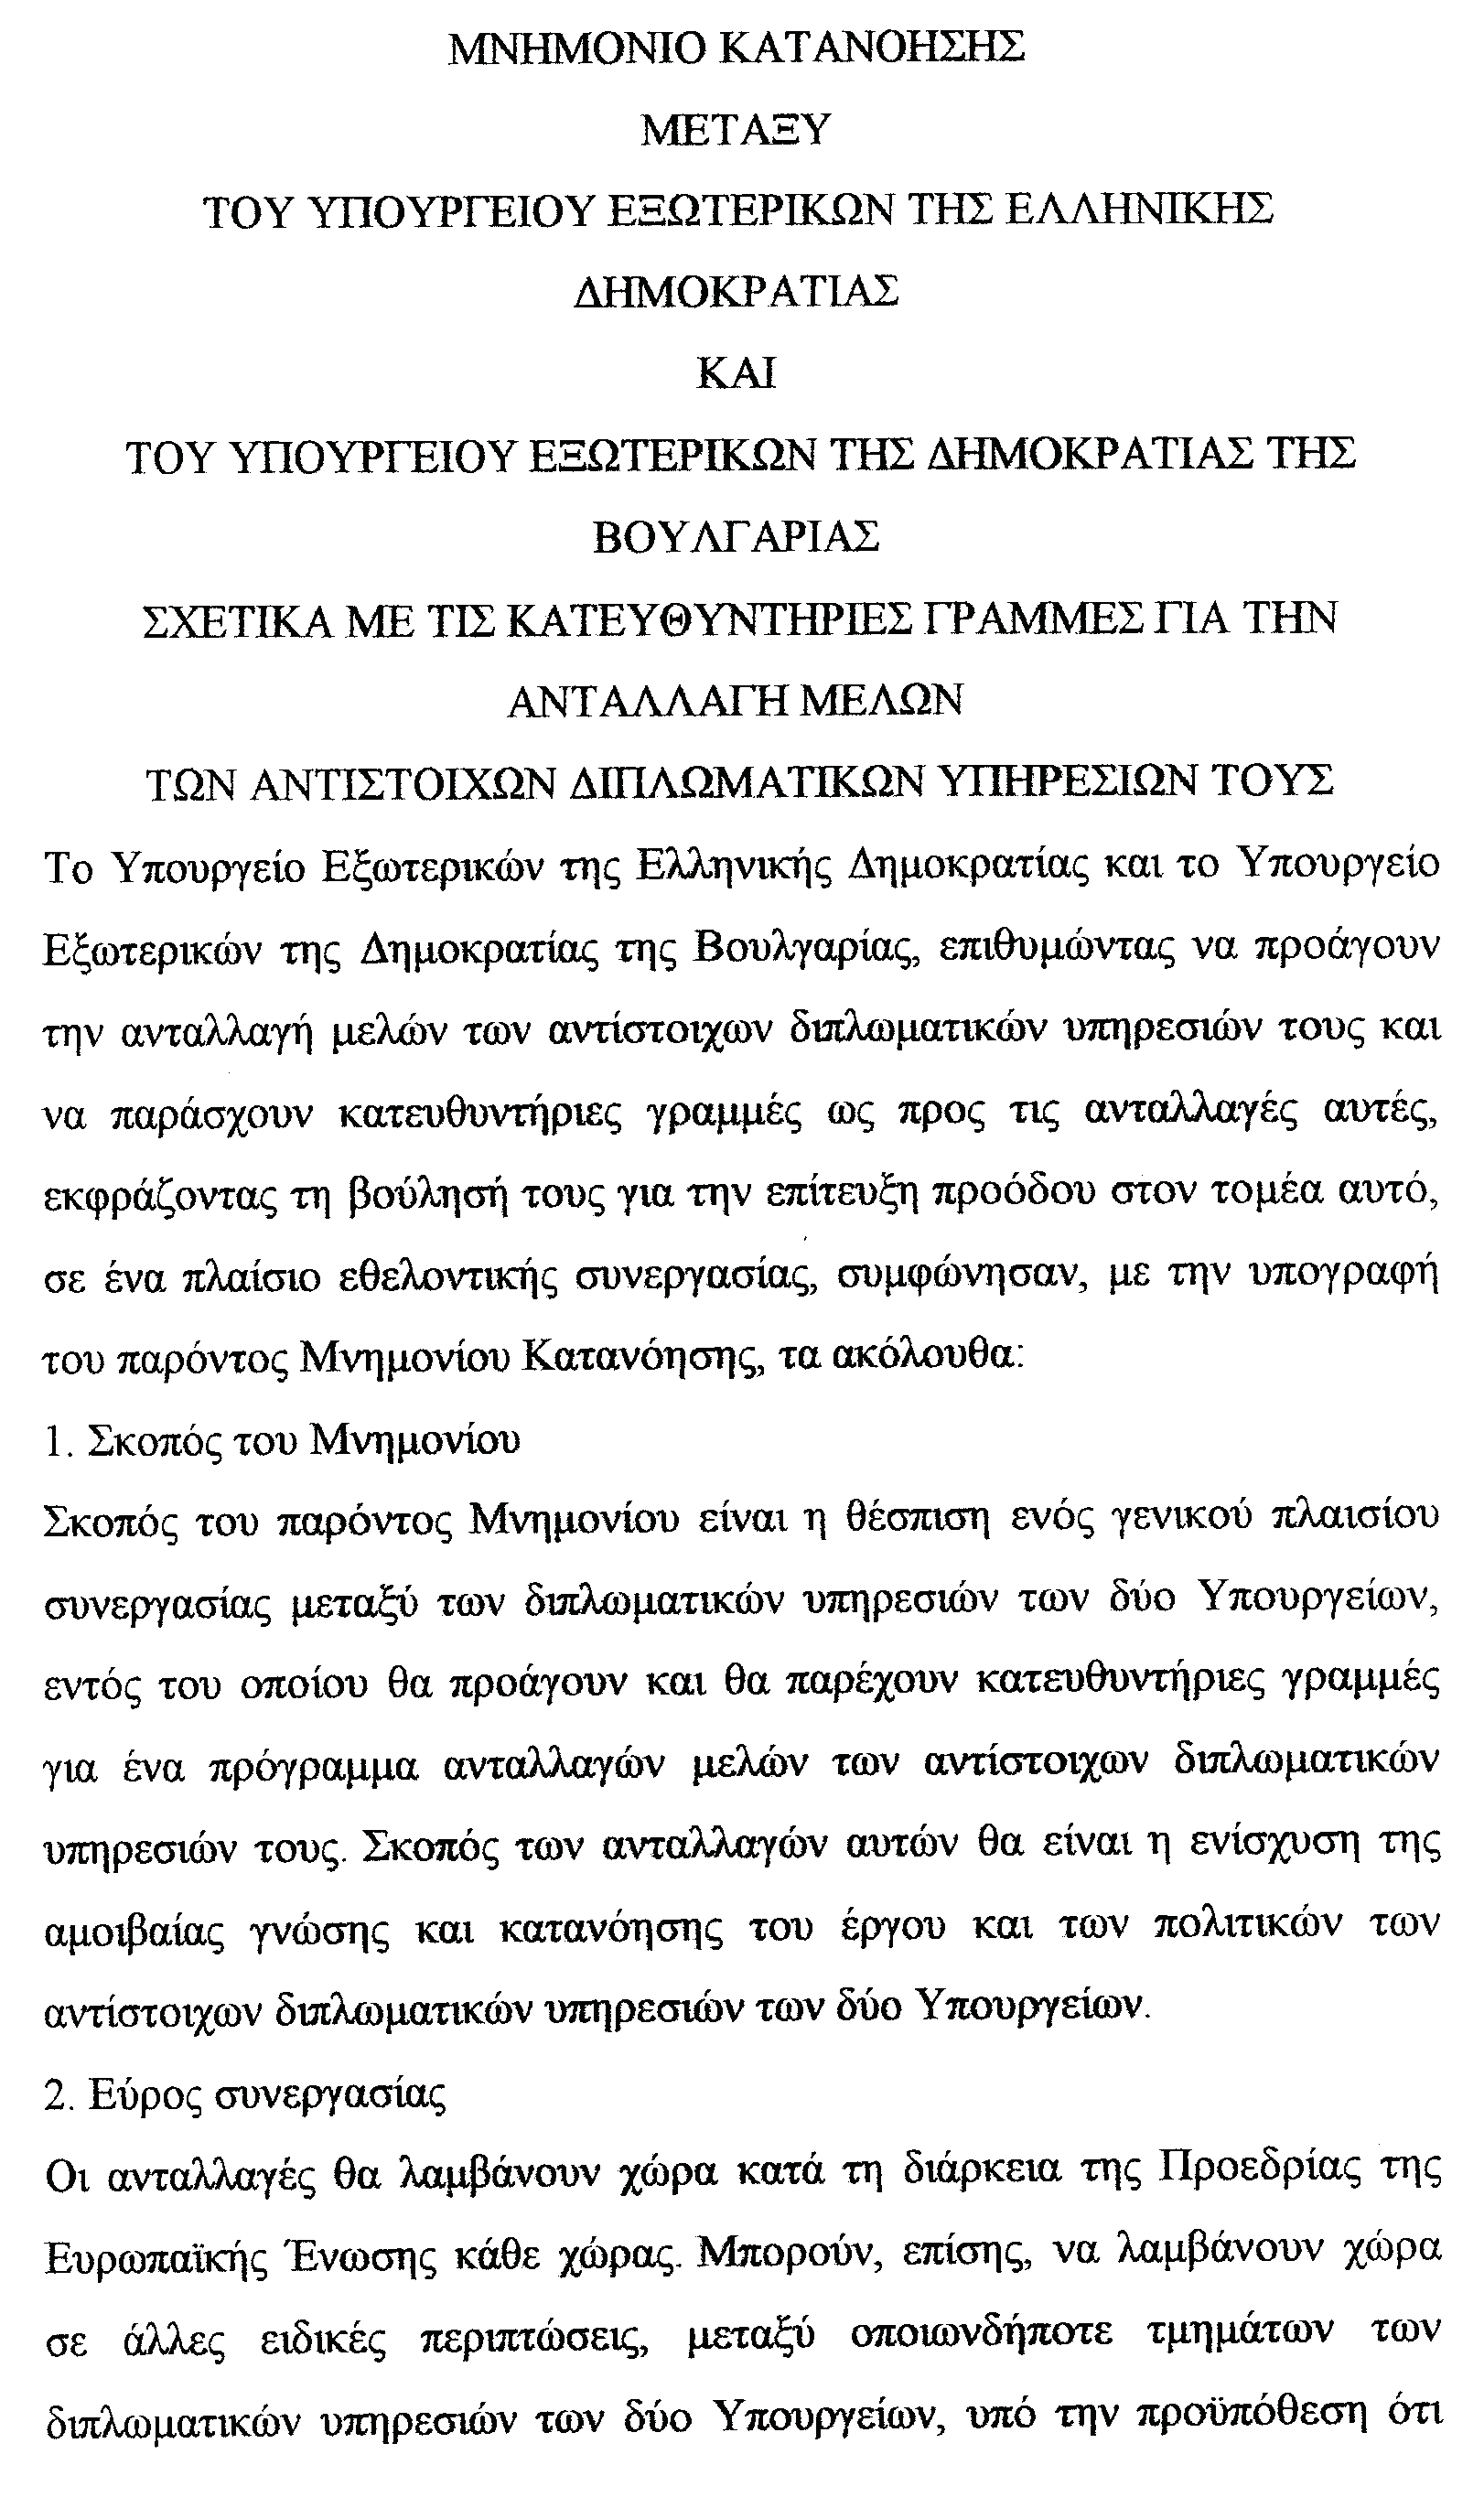 ΜΝΗΜΟΝΙΟ ΚΑΤΑΝΟΗΣΗΣ
ΜΕΤΑΞΥ
ΤΟΥ ΥΠΟΥΡΓΕΙΟΥ ΕΞΩΤΕΡΙΚΩΝ ΤΗΣ ΕΛΛΗΝΙΚΗΣ
ΔΗΜΟΚΡΑΤΙΑΣ
ΚΑΙ
ΤΟΥ ΥΠΟΥΡΓΕΙΟΥ ΕΞΩΤΕΡΙΚΩΝ ΤΗΣ ΔΗΜΟΚΡΑΤΙΑΣ ΤΗΣ
ΒΟΥΛΓΑΡΙΑΣ
ΣΧΕΤΙΚΑ ΜΕ ΤΙΣ ΚΑΤΕΥΘΥΝΤΗΡΙΕΣ ΓΡΑΜΜΕΣ ΓΙΑ ΤΗΝ
ΑΝΤΑΛΛΑΓΗ ΜΕΛΩΝ
ΤΩΝ ΑΝΤΙΣΤΟΙΧΩΝ ΔΙΠΛΩΜΑΤΙΚΩΝ ΥΠΗΡΕΣΙΩΝ ΤΟΥΣ
Το Υπουργείο Εξωτερικών της Ελληνικής Δημοκρατίας και το Υπουργείο
Εξωτερικών της Δημοκρατίας της Βουλγαρίας, επιθυμώντας να προάγουν
την ανταλλαγή μελών των αντίστοιχων διπλωματικών υπηρεσιών τους και
να παράσχουν κατευθυντήριες γραμμές ως προς τις ανταλλαγές αυτές,
εκφράζοντας τη βούλησή τους για την επίτευξη προόδου στον τομέα αυτό,
σε ένα πλαίσιο εθελοντικής συνεργασίας, συμφώνησαν, με την υπογραφή
του παρόντος Μνημονίου Κατανόησης, τα ακόλουθα:
1. Σκοπός του Μνημονίου
Σκοπός του παρόντος Μνημονίου είναι η θέσπιση ενός γενικού πλαισίου
συνεργασίας μεταξύ των διπλωματικών υπηρεσιών των δύο Υπουργείων,
εντός του οποίου θα προάγουν και θα παρέχουν κατευθυντήριες γραμμές
για ένα πρόγραμμα ανταλλαγών μελών των αντίστοιχων διπλωματικών
υπηρεσιών τους. Σκοπός των ανταλλαγών αυτών θα είναι η ενίσχυση της
αμοιβαίας γνώσης και κατανόησης του έργου και των πολιτικών των
αντίστοιχων διπλωματικών υπηρεσιών των δύο Υπουργείων.
2. Εύρος συνεργασίας
Οι ανταλλαγές θα λαμβάνουν χώρα κατά τη διάρκεια της Προεδρίας της
Ευρωπαϊκής Ένωσης κάθε χώρας. Μπορούν, επίσης, να λαμβάνουν χώρα
σε άλλες ειδικές περιπτώσεις, μεταξύ οποιωνδήποτε τμημάτων των
διπλωματικών υπηρεσιών των δύο Υπουργείων, υπό την προϋπόθεση ότι